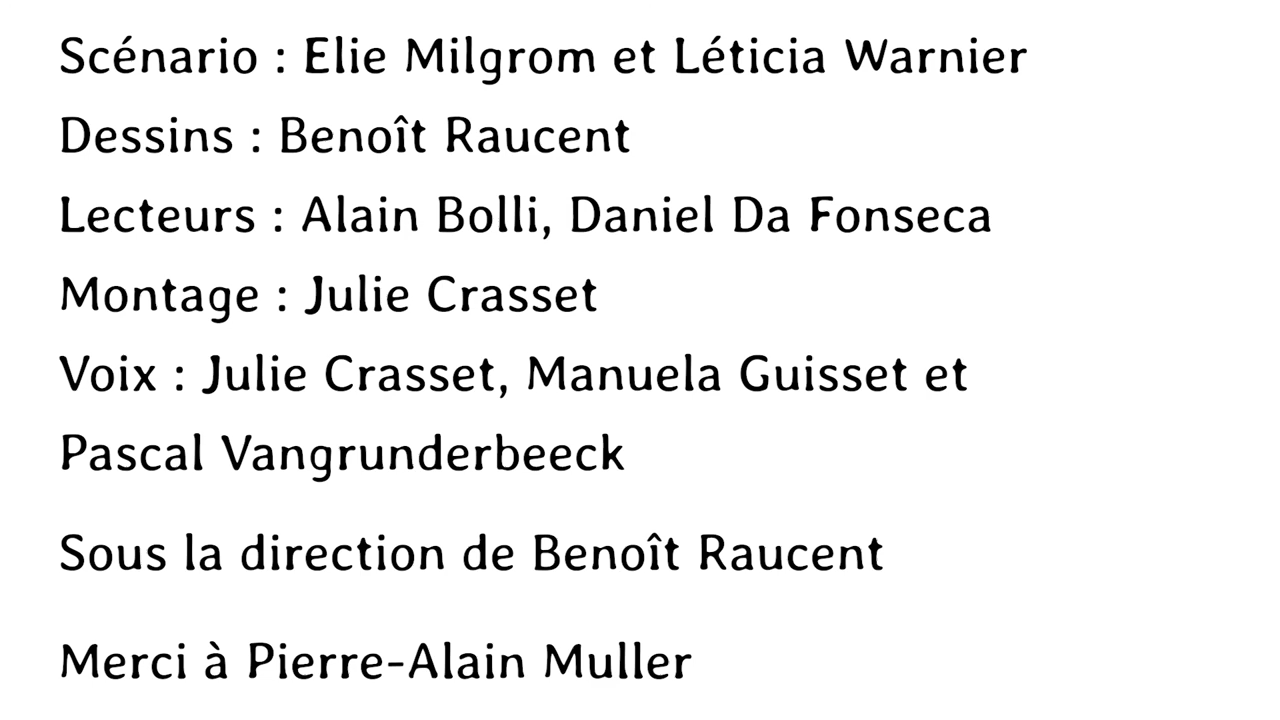 Scénario : Elie Milgrom et Léticia Warnier
Dessins : Benoît Raucent
Lecteurs : Alain Bolli, Daniel Da Fonseca
Montage : Julie Crasset
Voix : Julie Crasset, Manuela Guisset et
Pascal Vangrunderbeeck
Sous la direction de Benoît Raucent
Merci à Pierre-Alain Muller